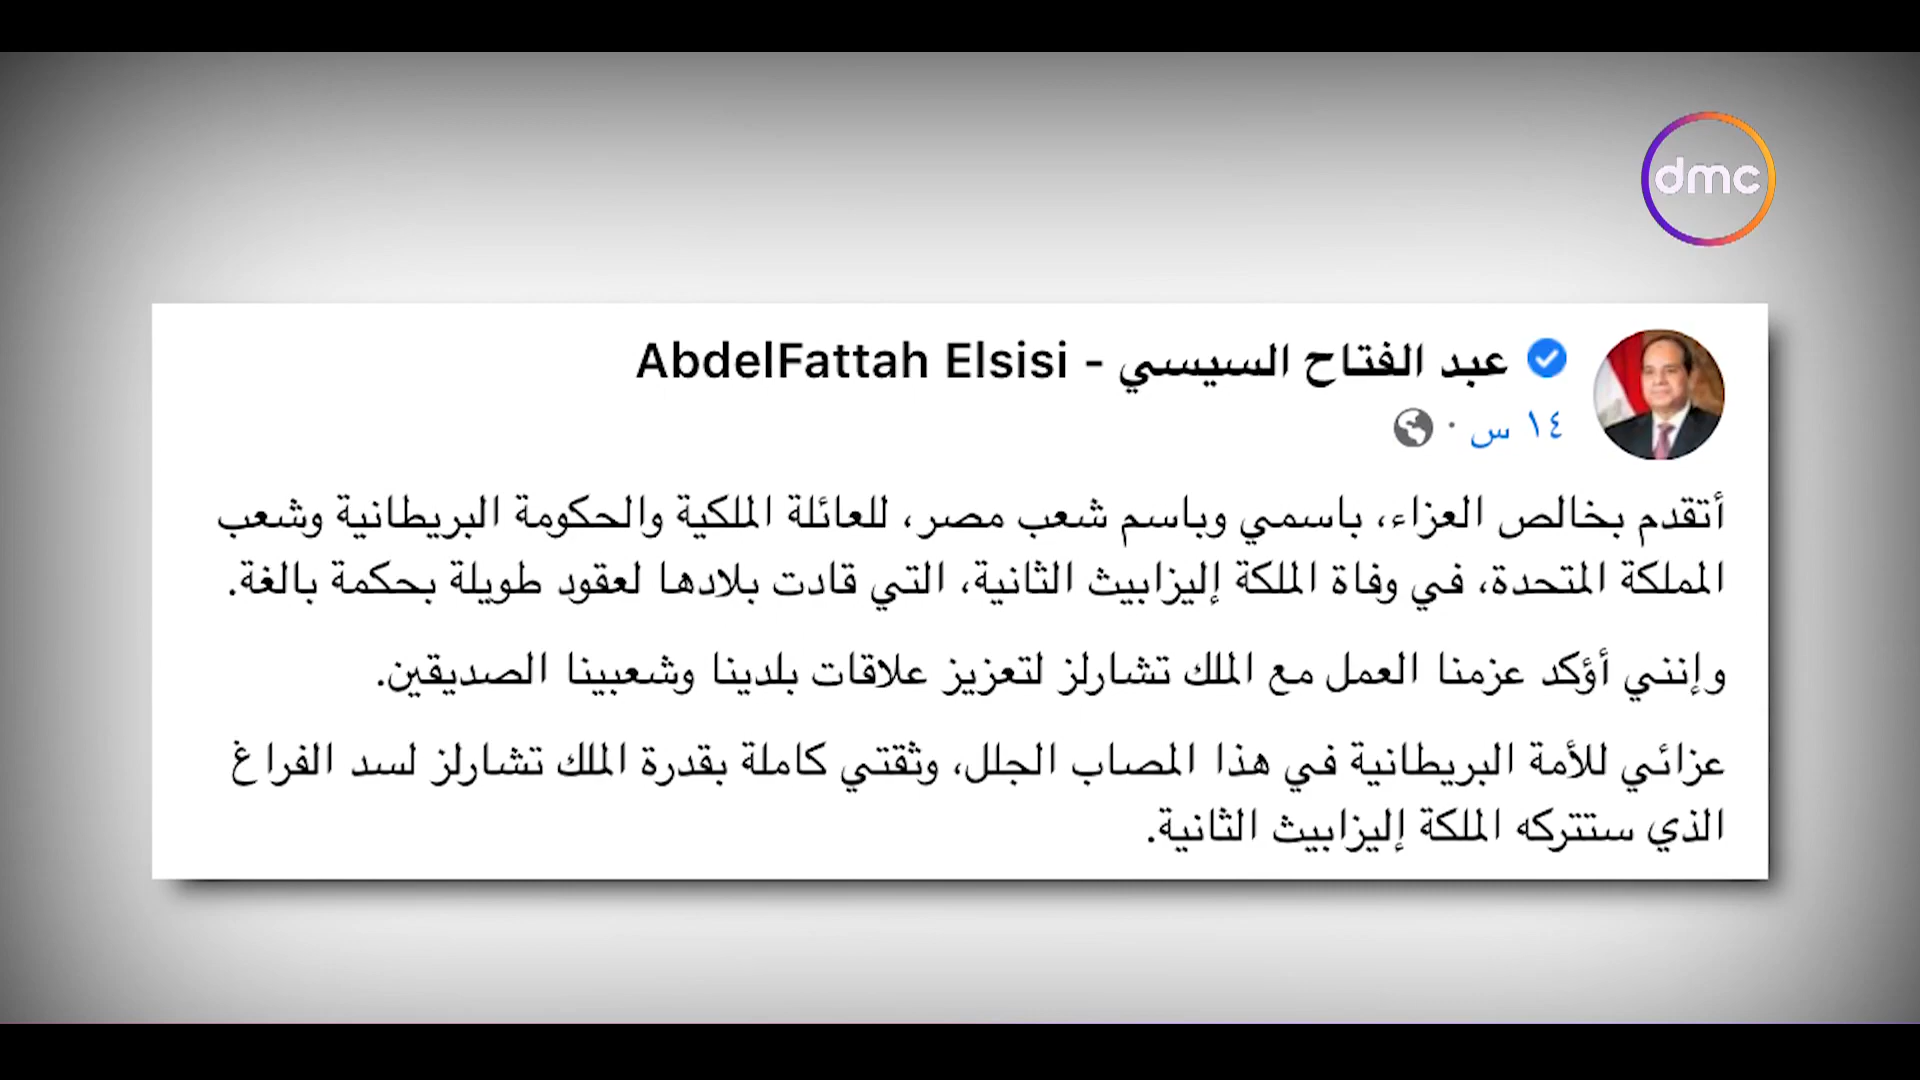 dmc
عبد الفتاح السيسي - AbdelFattah Elsisi
١٤ س ·
أتقدم بخالص العزاء، باسمي وباسم شعب مصر، للعائلة الملكية والحكومة البريطانية وشعب
المملكة المتحدة، في وفاة الملكة إليزابيث الثانية، التي قادت بلادها لعقود طويلة بحكمة بالغة.
وإنني أؤكد عزمنا العمل مع الملك تشارلز لتعزيز علاقات بلدينا وشعبينا الصديقين.
عزائي للأمة البريطانية في هذا المصاب الجلل، وثقتي كاملة بقدرة الملك تشارلز لسد الفراغ
الذي ستتركه الملكة إليزابيث الثانية.